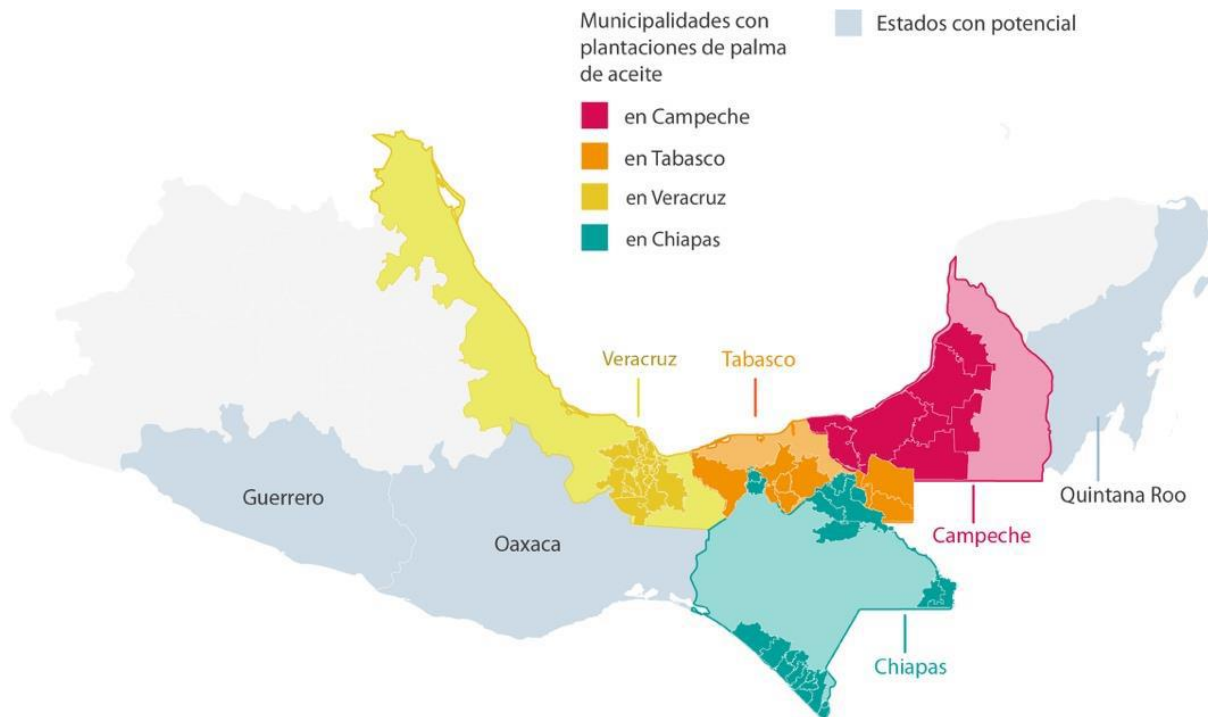 Municipalidades con
plantaciones de palma
de aceite
en Campeche
en Tabasco
en Veracruz
en Chiapas
Estados con potencial
Veracruz
Tabasco
Guerrero
Oaxaca
Quintana Roo
Campeche
Chiapas